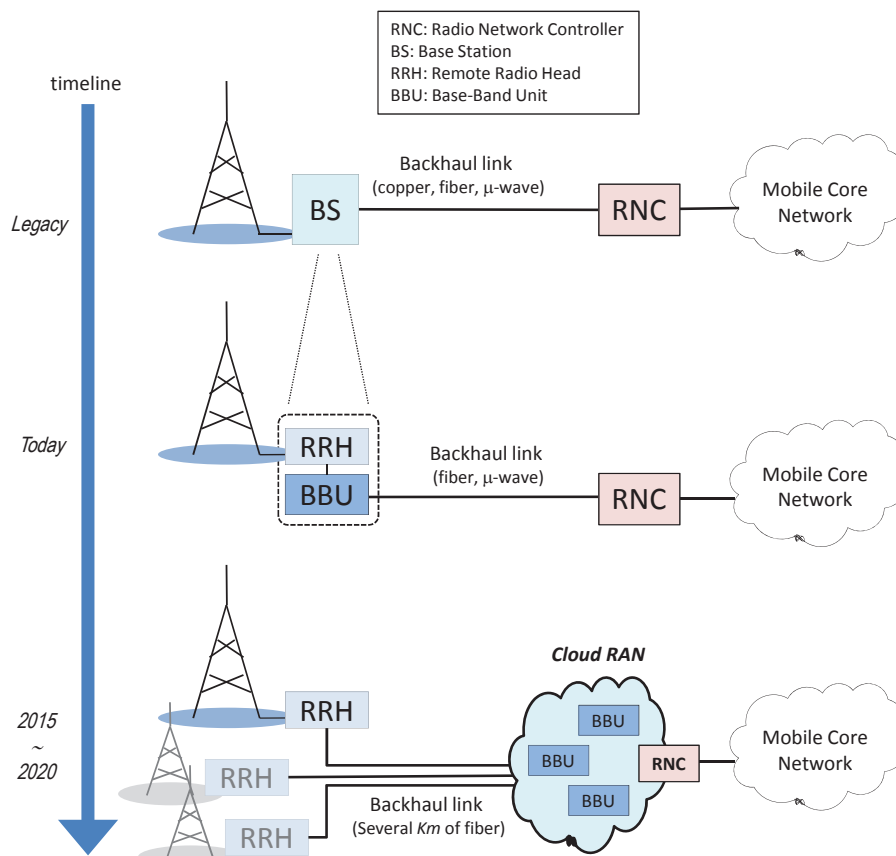 RNC: Radio Network Controller
BS: Base Station
RRH: Remote Radio Head
BBU: Base-Band Unit
timeline
Legacy
BS
Backhaul link
(copper, fiber, μ-wave)
RNC
Mobile Core
Network
Today
RRH
BBU
Backhaul link
(fiber, μ-wave)
RNC
Mobile Core
Network
2015
~
2020
RRH
RRH
RRH
Backhaul link
(Several Km of fiber)
Cloud RAN
BBU
BBU
BBU
RNC
Mobile Core
Network